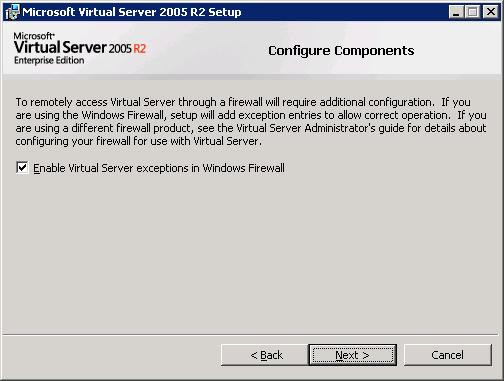 Microsoft Virtual Server 2005 R2 Setup
Microsoft®
Virtual Server 2005 R2
Enterprise Edition
Configure Components
To remotely access Virtual Server through a firewall will require additional configuration. If you
are using the Windows Firewall, setup will add exception entries to allow correct operation. If you
are using a different firewall product, see the Virtual Server Administrator's guide for details about
configuring your firewall for use with Virtual Server.
Enable Virtual Server exceptions in Windows Firewall
< Back
Next >
Cancel